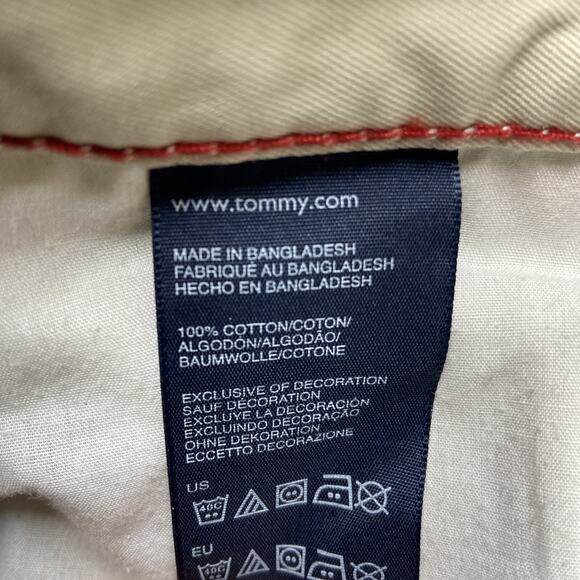 www.tommy.com
MADE IN BANGLADESH
FABRIQUÉ AU BANGLADESH
HECHO EN BANGLADESH
100% COTTON/COTON/
ALGODÓN/ALGODÃO/
BAUMWOLLE/COTONE
EXCLUSIVE OF DECORATION
SAUF DÉCORATION
EXCLUYE LA DECORACIÓN
EXCLUINDO DECORAÇÃO
OHNE DEKORATION
ECCETTO DECORAZIONE
US
40C
EU
40C